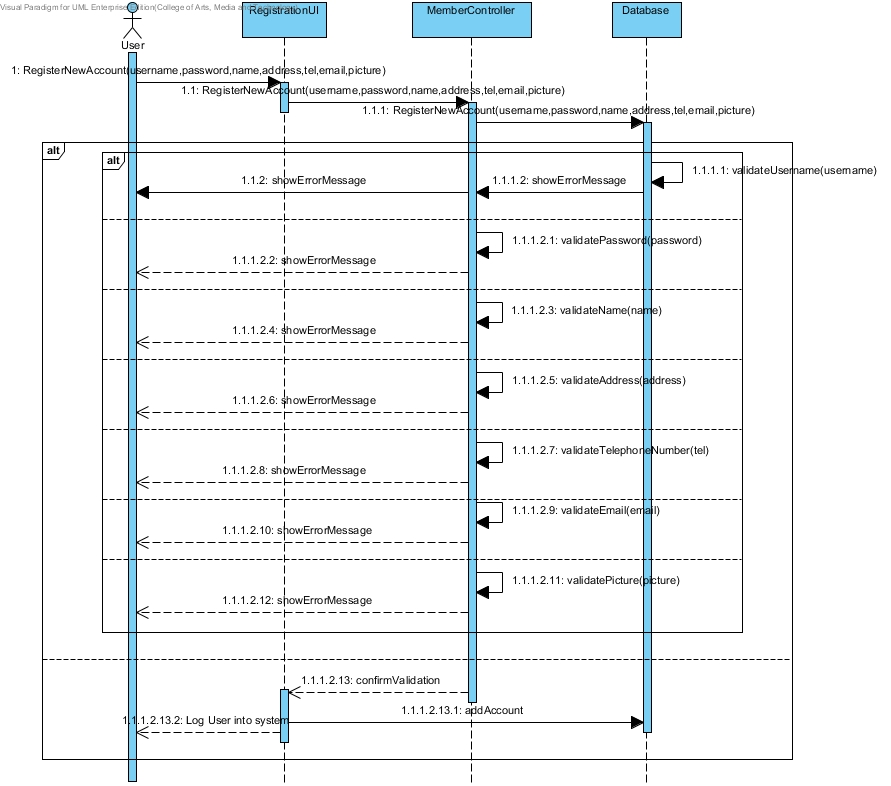 Visual Paradigm for UML Enterprise Edition(College of Arts, Media and
User
RegistrationUI
MemberController
Database
1: RegisterNewAccount(username,password,name,address,tel,email,picture)
1.1: RegisterNewAccount(username,password,name,address,tel,email,picture)
1.1.1: RegisterNewAccount(username,password,name,address,tel,email,picture)
alt
alt
1.1.1.1: validateUsername(username)
1.1.2: showErrorMessage
1.1.1.2: showErrorMessage
1.1.1.2.1: validatePassword(password)
1.1.1.2.2: showErrorMessage
1.1.1.2.3: validateName(name)
1.1.1.2.4: showErrorMessage
1.1.1.2.5: validateAddress(address)
1.1.1.2.6: showErrorMessage
1.1.1.2.7: validateTelephoneNumber(tel)
1.1.1.2.8: showErrorMessage
1.1.1.2.9: validateEmail(email)
1.1.1.2.10: showErrorMessage
1.1.1.2.11: validatePicture(picture)
1.1.1.2.12: showErrorMessage
1.1.1.2.13: confirmValidation
1.1.1.2.13.1: addAccount
1.1.1.2.13.2: Log User into system